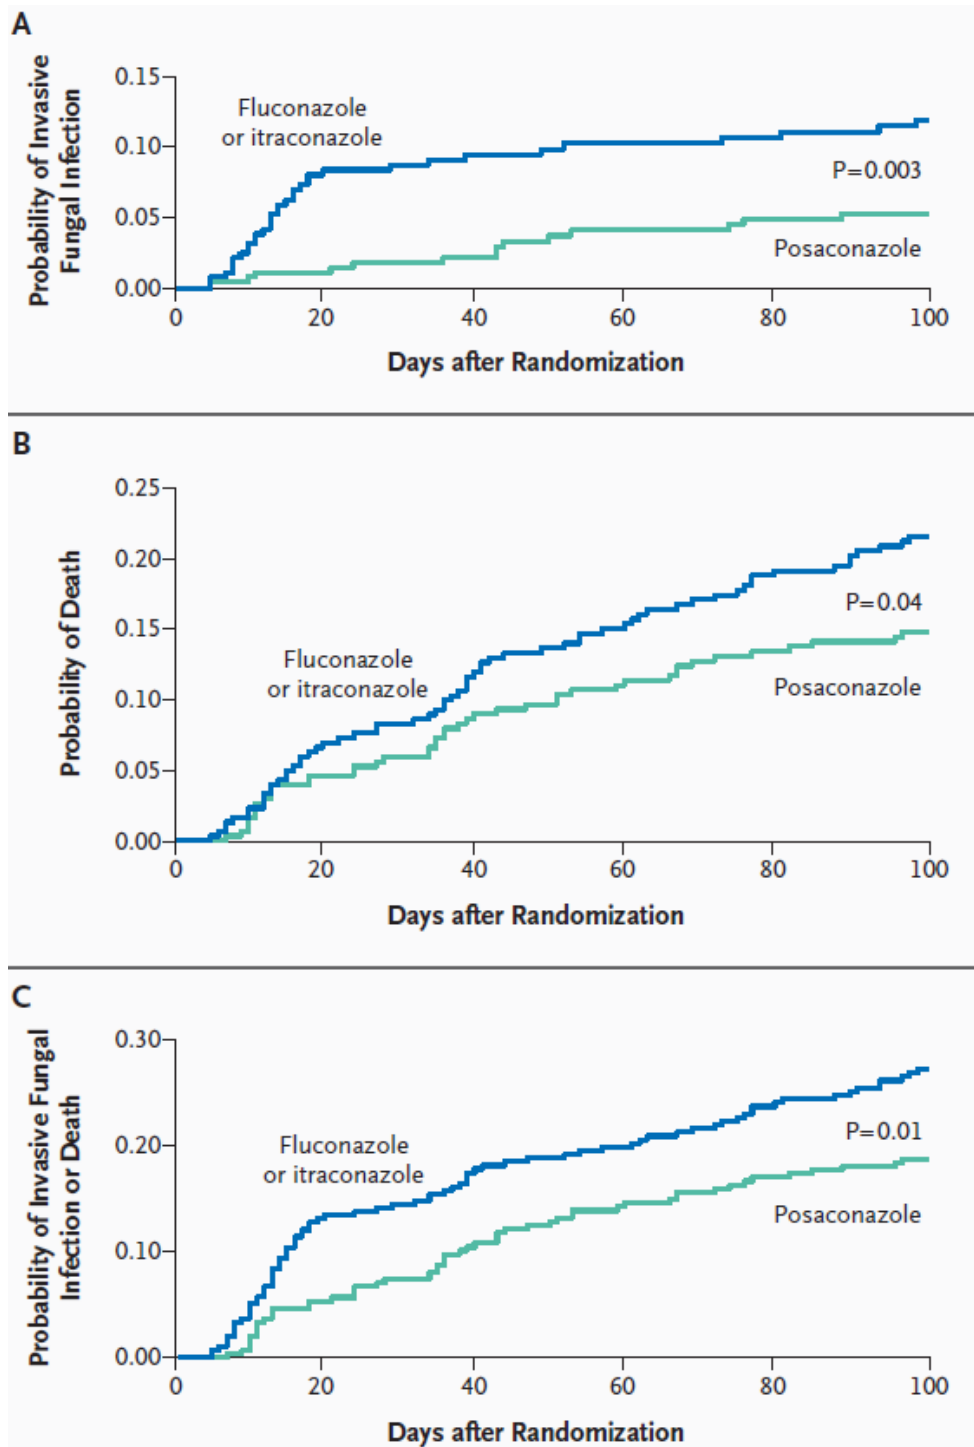 A
Probability of Invasive
Fungal Infection
0.15
0.10
0.05
0.00
Fluconazole
or itraconazole
P=0.003
Posaconazole
0 20 40 60 80 100
Days after Randomization
B
Probability of Death
0.25
0.20
0.15
0.10
0.05
0.00
Fluconazole
or itraconazole
P=0.04
Posaconazole
0 20 40 60 80 100
Days after Randomization
C
Probability of Invasive Fungal
Infection or Death
0.30
0.20
0.10
0.00
Fluconazole
or itraconazole
P=0.01
Posaconazole
0 20 40 60 80 100
Days after Randomization